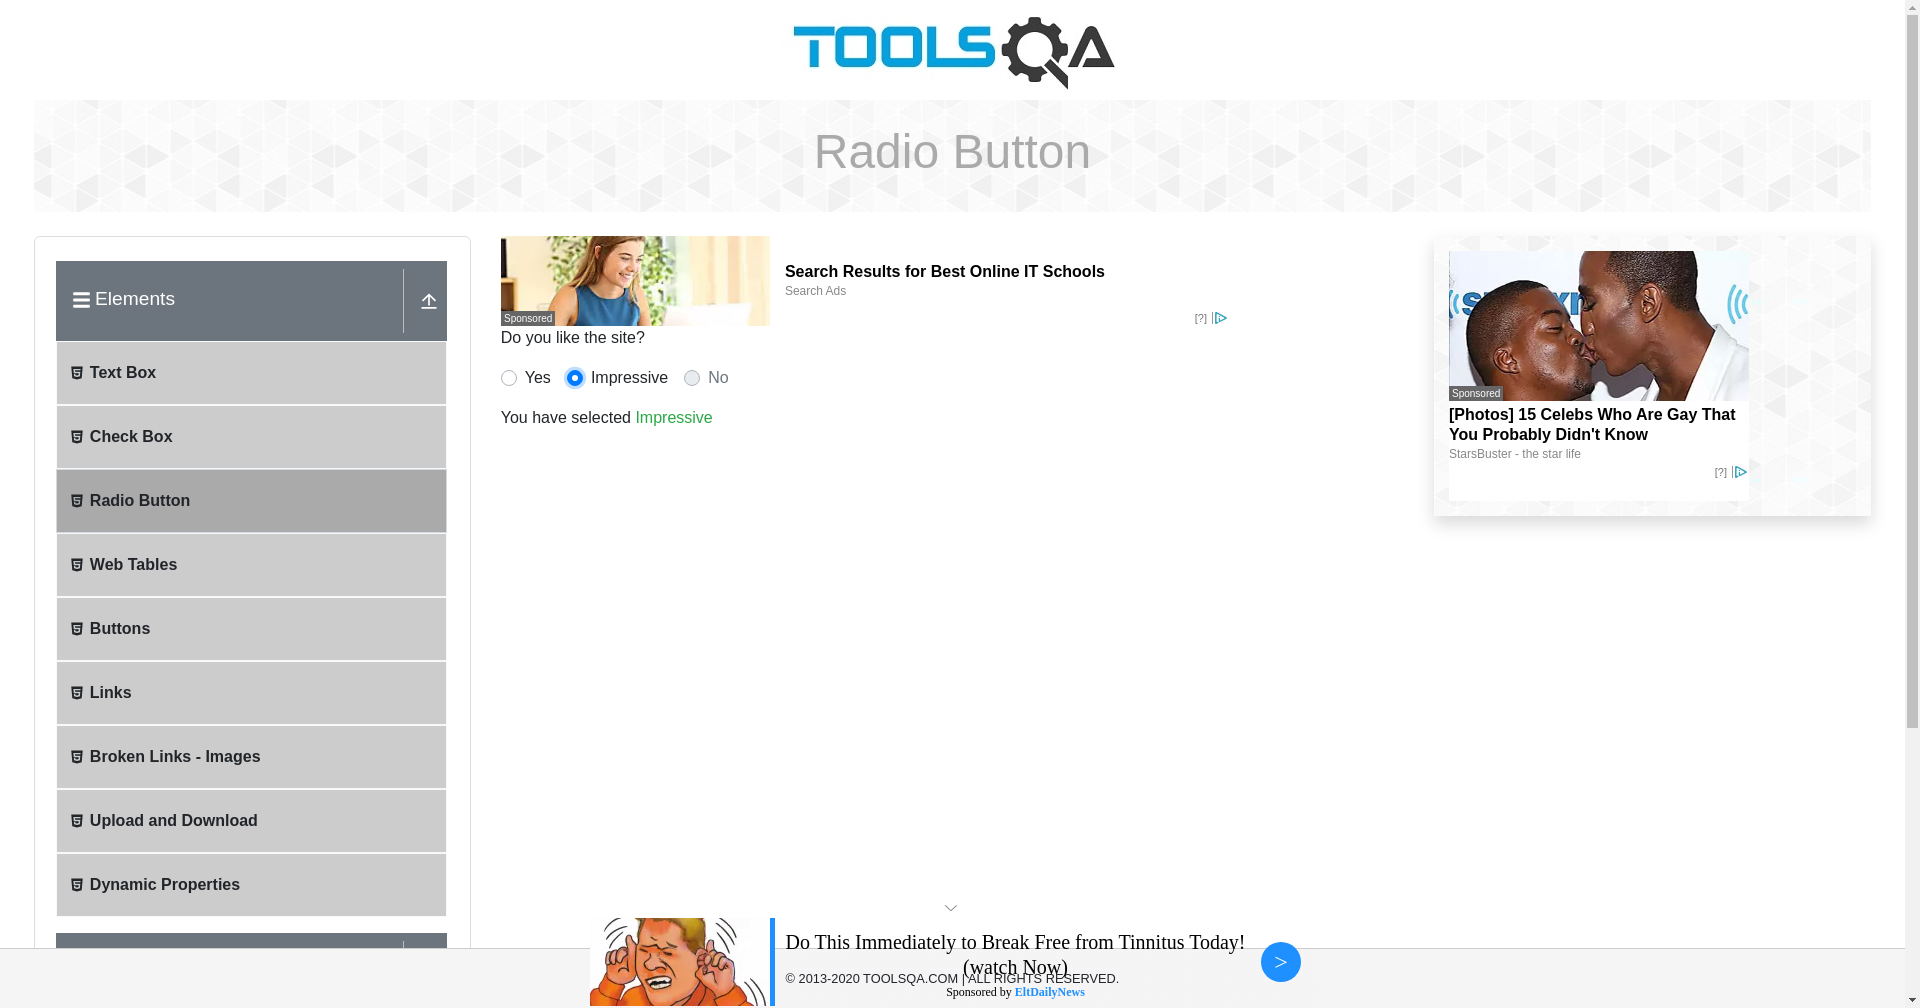 TOOLSQA
Radio Button
Elements
Text Box
Check Box
Radio Button
Web Tables
Buttons
Links
Broken Links - Images
Upload and Download
Dynamic Properties
Sponsored
Search Results for Best Online IT Schools
Search Ads
[?]
Do you like the site?
Yes
Impressive
No
You have selected Impressive
Sponsored
[Photos] 15 Celebs Who Are Gay That
You Probably Didn't Know
StarsBuster - the star life
[?]
Do This Immediately to Break Free from Tinnitus Today!
(watch Now)
>
© 2013-2020 TOOLSQA.COM | ALL RIGHTS RESERVED.
Sponsored by EltDailyNews